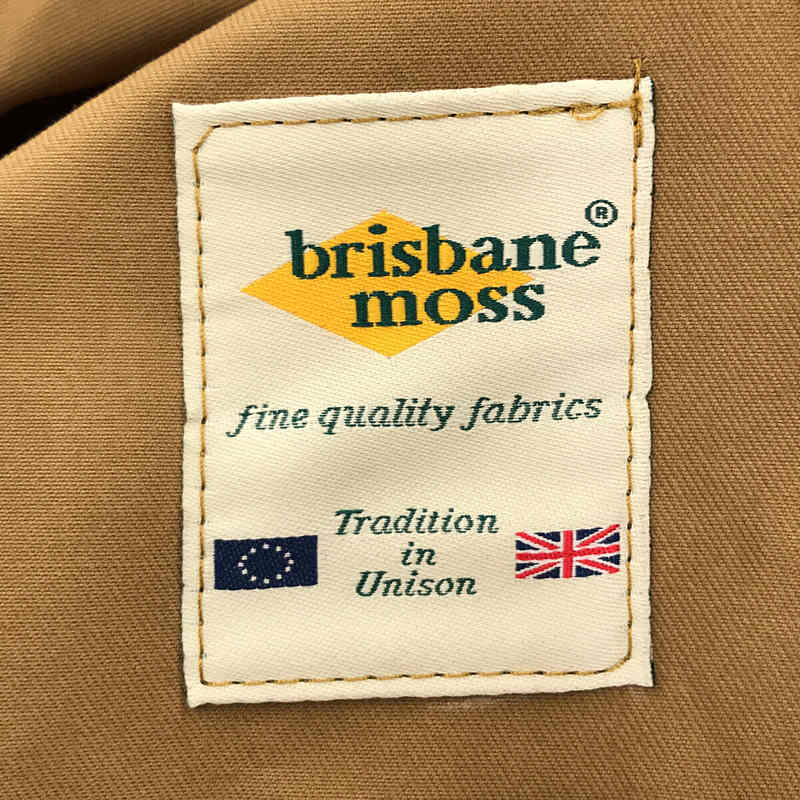 brisbane®
moss
fine quality fabrics
Tradition
in
Unison